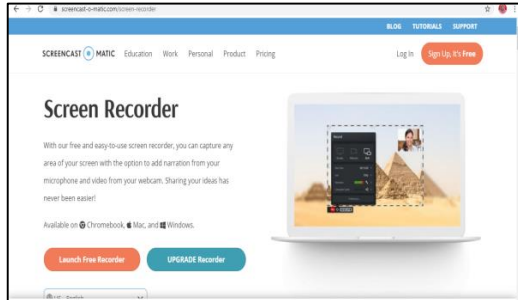 screencast-o-matic.com/screen-recorder
BLOG TUTORIALS SUPPORT
SCREENCAST O MATIC Education Work Personal Product Pricing Log In Sign Up, it's Free
Screen Recorder
With our free and easy-to-use screen recorder, you can capture any
area of your screen with the option to add narration from your
microphone and video from your webcam. Sharing your ideas has
never been easier!
Available on Chromebook, Mac, and Windows.
Launch Free Recorder UPGRADE Recorder